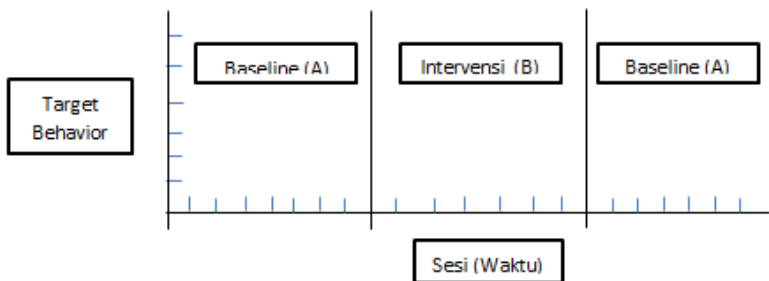 Baseline (A)
Intervensi (B)
Baseline (A)
Target
Behavior
Sesi (Waktu)